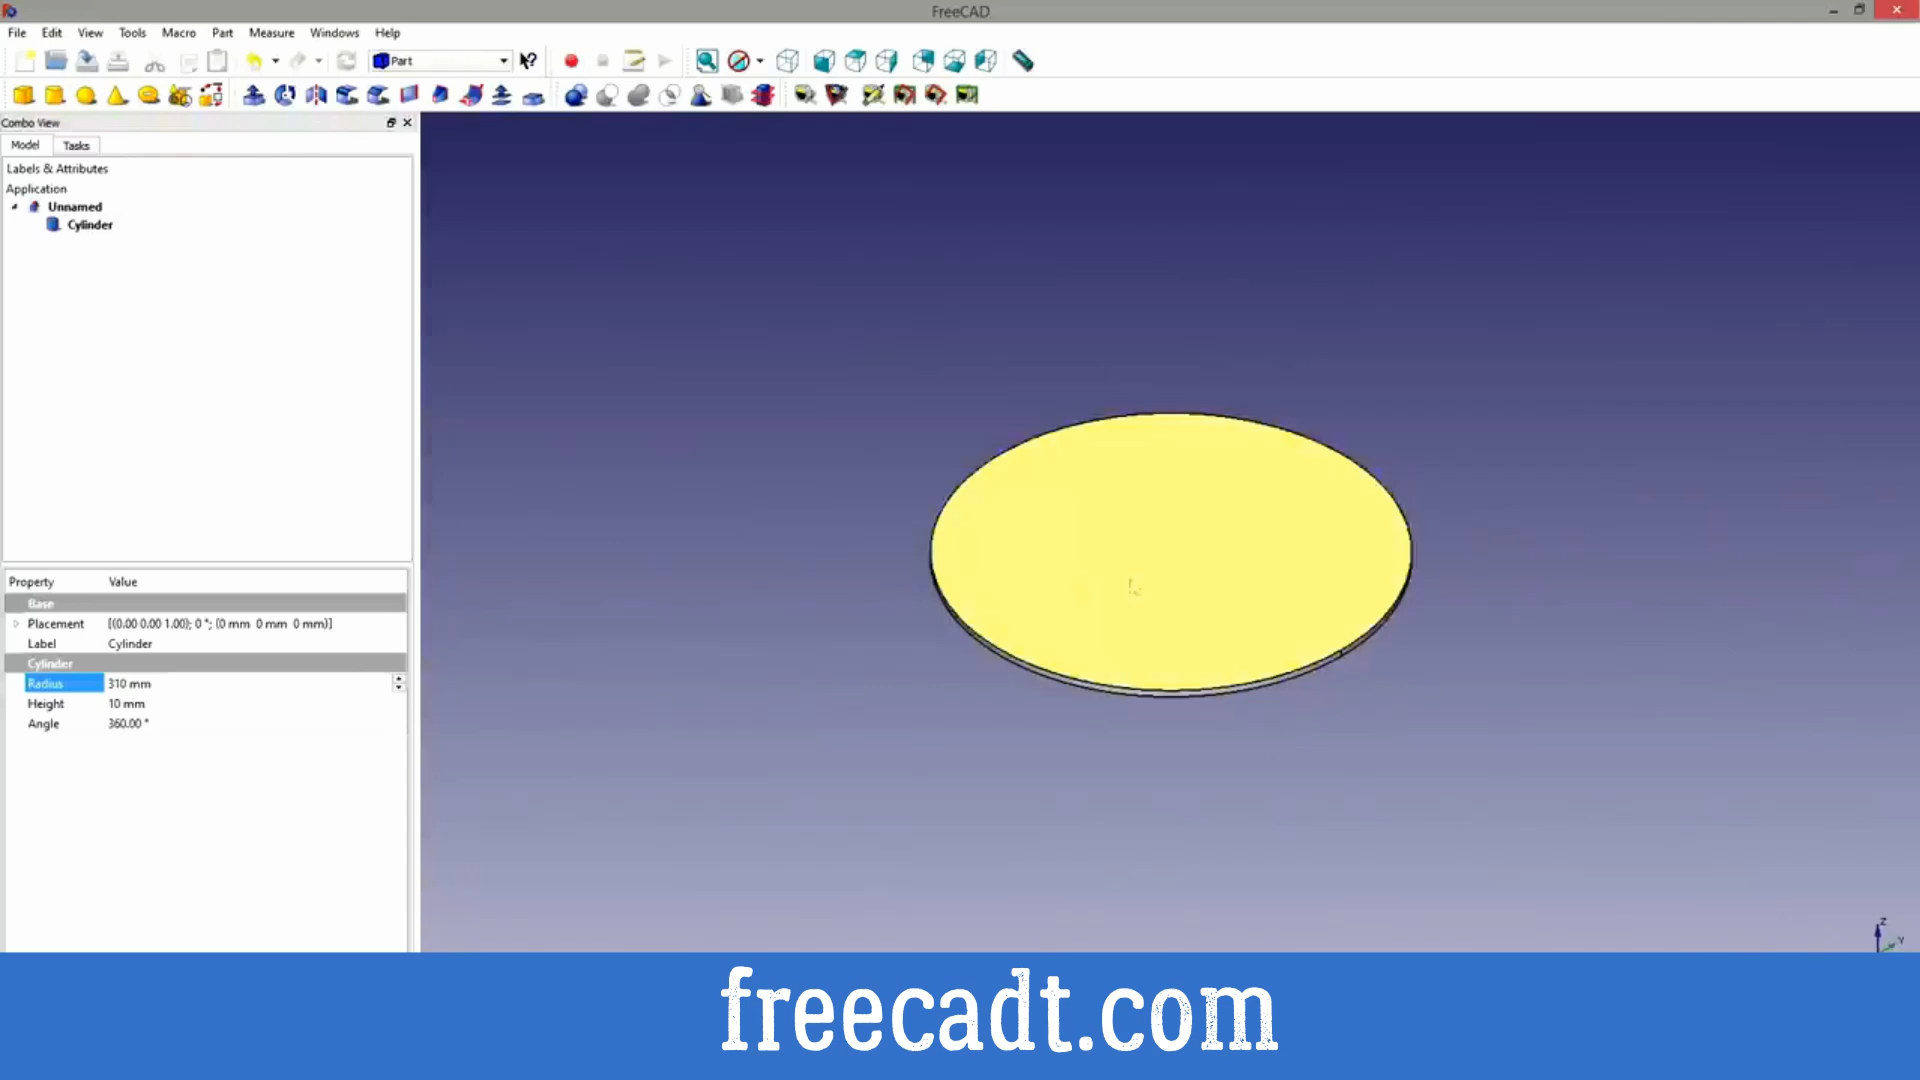 FreeCAD
File Edit View Tools Macro Part Measure Windows Help
Part
Combo View
Model Tasks
Labels & Attributes
Application
Unnamed
Cylinder
Property Value
Base
Placement [(0.00 0.00 1.00); 0 °; (0 mm 0 mm 0 mm)]
Label Cylinder
Cylinder
Radius 310 mm
Height 10 mm
Angle 360.00 °
Z
Y
freecadt.com